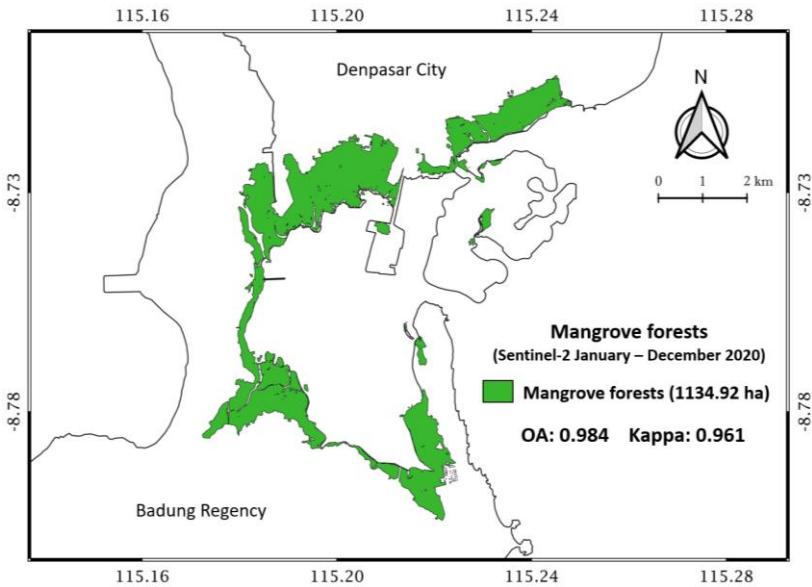 115.16 115.20 115.24 115.28
Denpasar City
N
0 1 2 km
-8.73 -8.73
Mangrove forests
(Sentinel-2 January – December 2020)
Mangrove forests (1134.92 ha)
-8.78 -8.78
OA: 0.984 Kappa: 0.961
Badung Regency
115.16 115.20 115.24 115.28